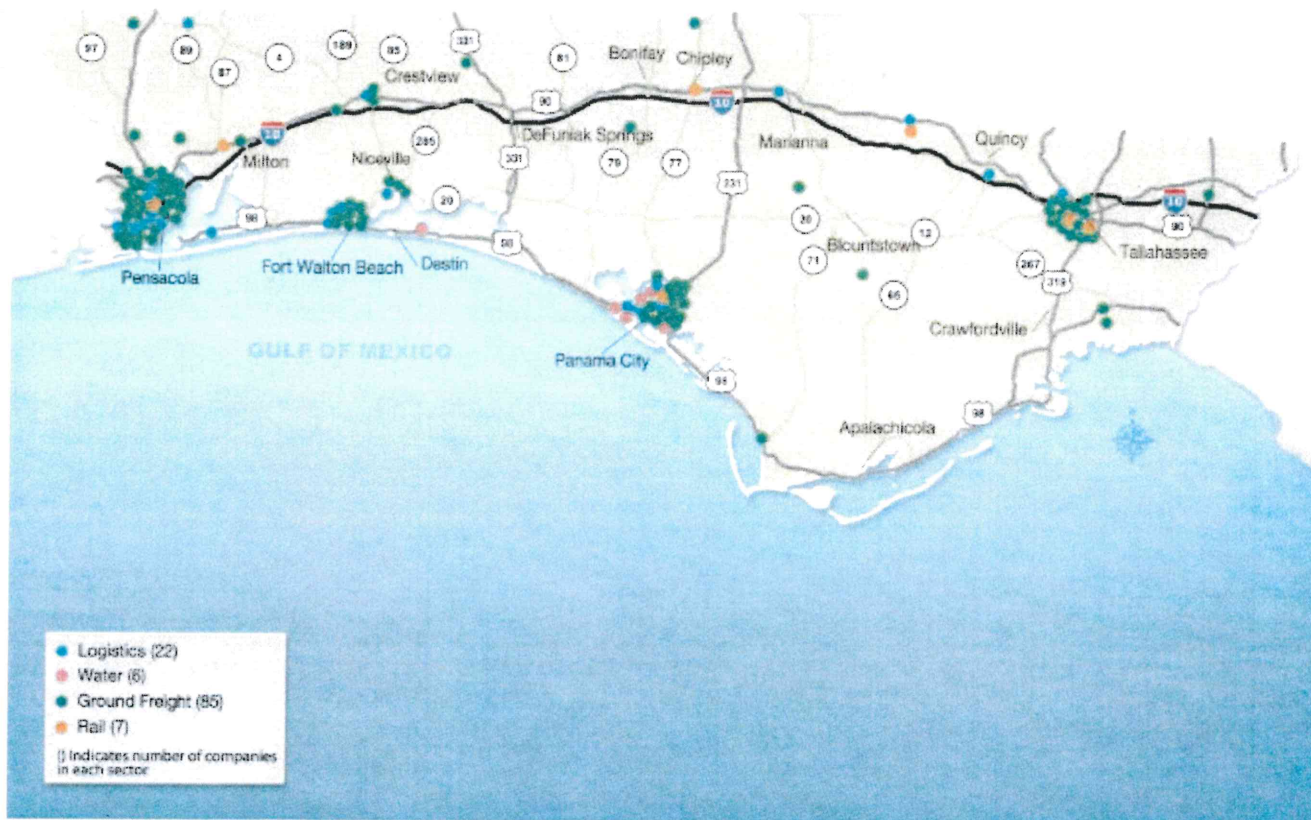 97
89
87
4
189
85
331
81
Bonifay
Chipley
Crestview
90
10
10
DeFuniak Springs
Marianna
Quincy
Milton
Niceville
285
331
79
77
231
20
98
98
20
71
Blountstown
12
65
267
319
10
90
Tallahassee
Pensacola
Fort Walton Beach
Destin
GULF OF MEXICO
Panama City
Crawfordville
98
98
Apalachicola
Logistics (22)
Water (6)
Ground Freight (85)
Rail (7)
() Indicates number of companies
in each sector